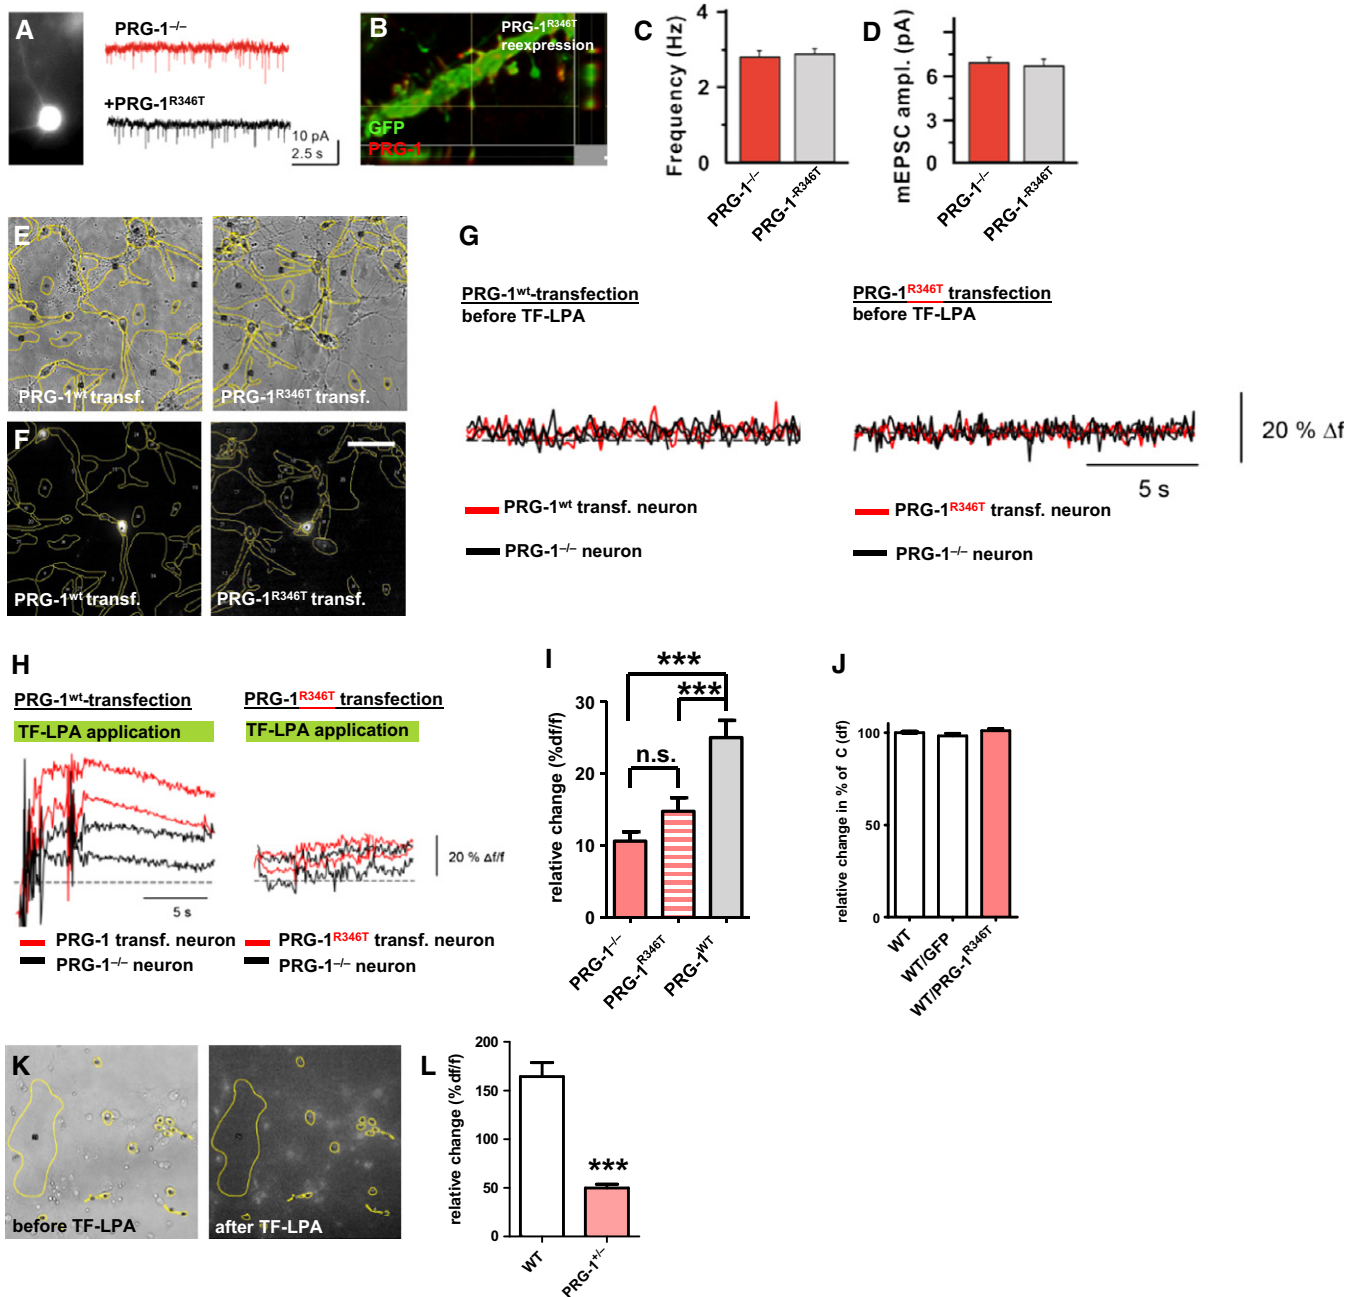 A
PRG-1–/–
+PRG-1R346T
10 pA
2.5 s
B
PRG-1R346T
reexpression
GFP
PRG-1
C
Frequency (Hz)
4
2
0
PRG-1–/–
PRG-1-R346T
D
mEPSC ampl. (pA)
6
3
0
PRG-1–/–
PRG-1-R346T
E
PRG-1wt transf.
PRG-1R346T transf.
F
PRG-1wt transf.
PRG-1R346T transf.
G
PRG-1wt-transfection
before TF-LPA
PRG-1R346T transfection
before TF-LPA
20 % Δf
5 s
PRG-1wt transf. neuron
PRG-1–/– neuron
PRG-1R346T transf. neuron
PRG-1–/– neuron
H
PRG-1wt-transfection
TF-LPA application
PRG-1R346T transfection
TF-LPA application
20 % Δf/f
5 s
PRG-1 transf. neuron
PRG-1–/– neuron
PRG-1R346T transf. neuron
PRG-1–/– neuron
I
relative change (%df/f)
30
20
10
0
***
***
n.s.
PRG-1–/–
PRG-1R346T
PRG-1WT
J
relative change in % of C (df)
100
50
0
WT
WT/GFP
WT/PRG-1R346T
K
before TF-LPA
after TF-LPA
L
relative change (%df/f)
200
150
100
50
0
***
WT
PRG-1+/–